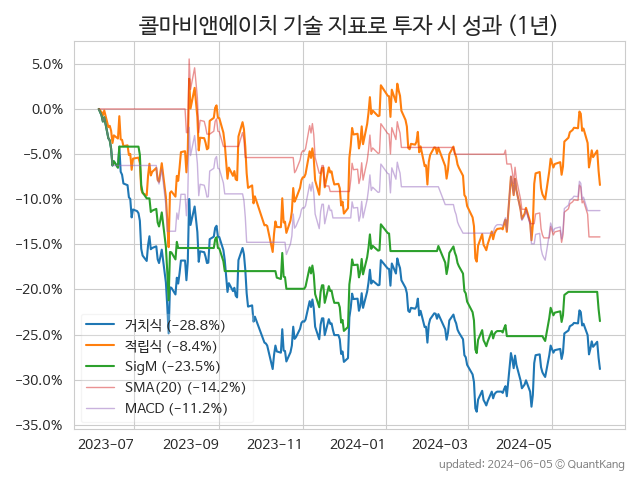 콜마비앤에이치 기술 지표로 투자 시 성과 (1년)
5.0%
0.0%
−5.0%
−10.0%
−15.0%
−20.0%
−25.0%
−30.0%
−35.0%
거치식 (−28.8%)
적립식 (−8.4%)
SigM (−23.5%)
SMA(20) (−14.2%)
MACD (−11.2%)
2023−07 2023−09 2023−11 2024−01 2024−03 2024−05
updated: 2024−06−05 © QuantKang